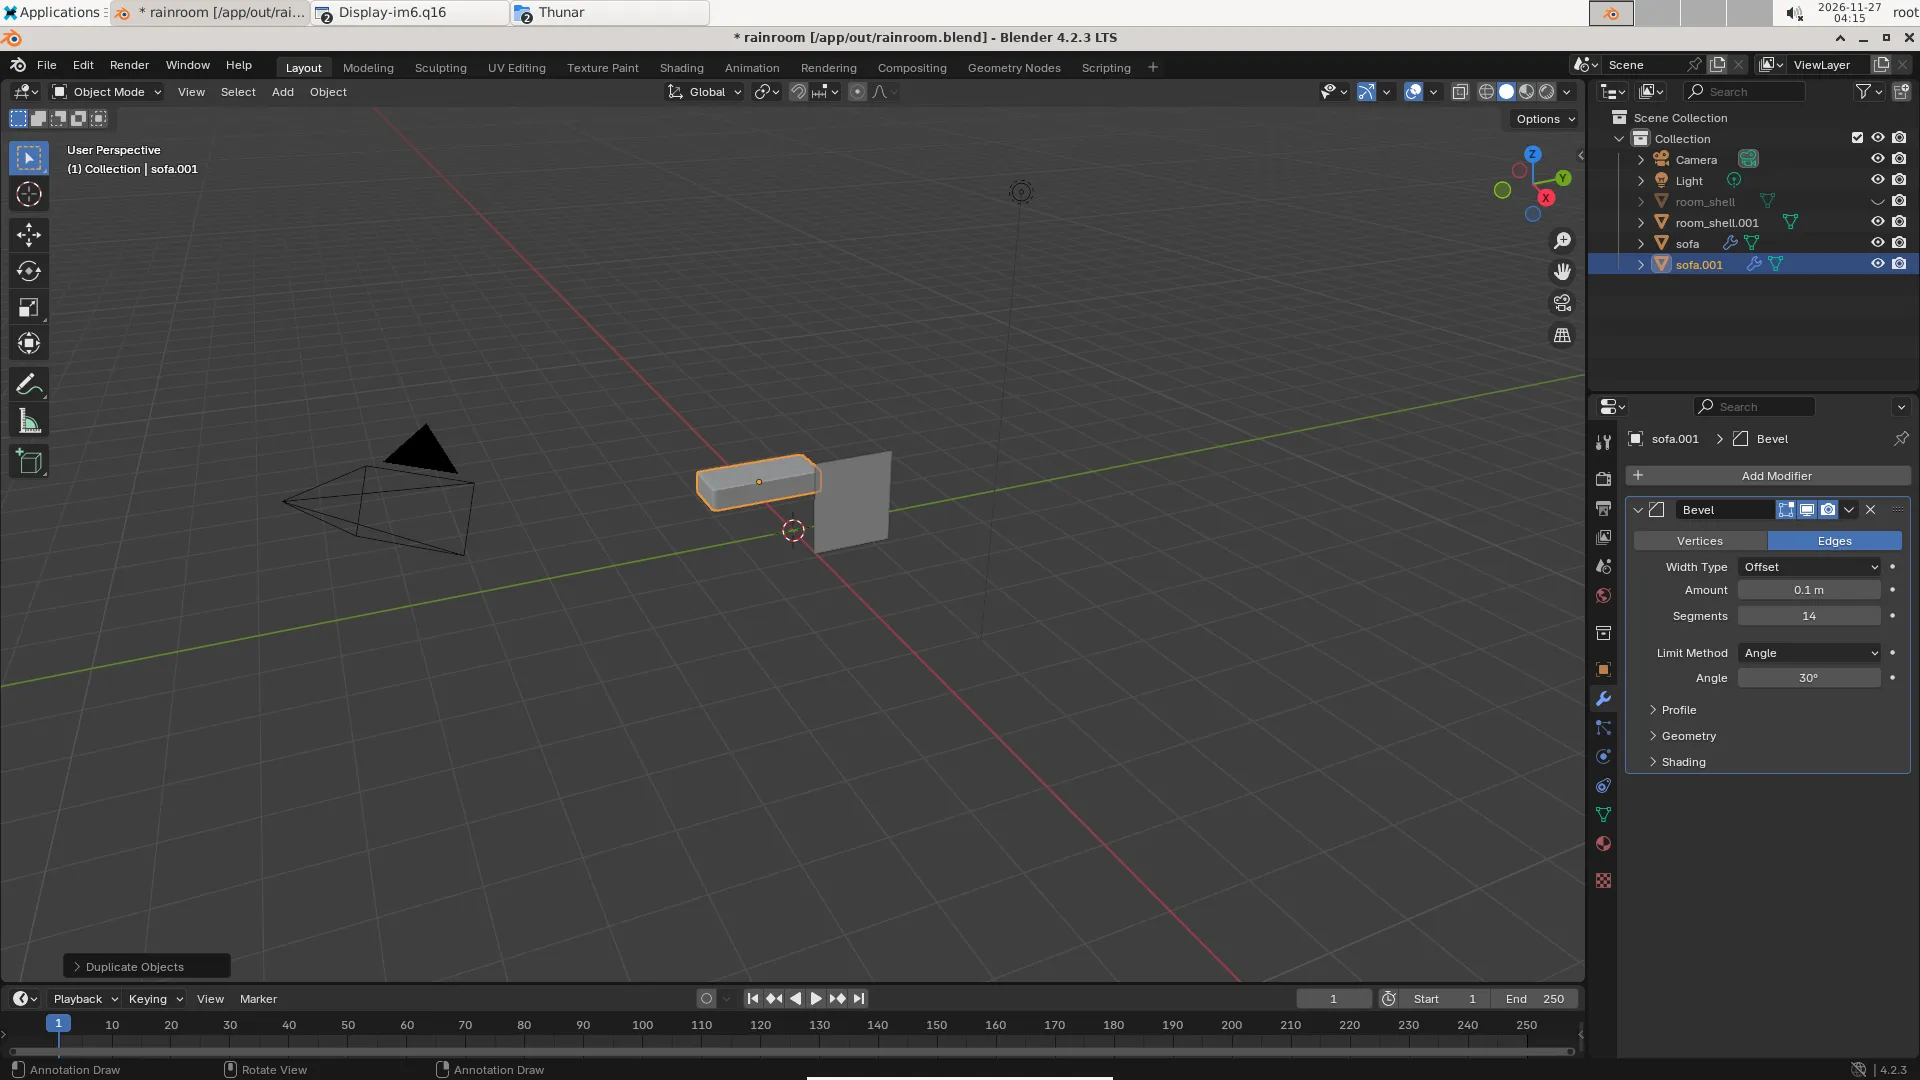 Applications
* rainroom [/app/out/rai...
Display-im6.q16
2
Thunar
2
2026-11-27
04:15
root
* rainroom [/app/out/rainroom.blend] - Blender 4.2.3 LTS
File
Edit
Render
Window
Help
Layout
Modeling
Sculpting
UV Editing
Texture Paint
Shading
Animation
Rendering
Compositing
Geometry Nodes
Scripting
Scene
ViewLayer
Object Mode
View
Select
Add
Object
Global
Search
Options
User Perspective
(1) Collection | sofa.001
Z
Y
X
Scene Collection
Collection
Camera
Light
room_shell
room_shell.001
sofa
sofa.001
Search
sofa.001
Bevel
Add Modifier
Bevel
Vertices
Edges
Width Type
Offset
Amount
0.1 m
Segments
14
Limit Method
Angle
Angle
30°
Profile
Geometry
Shading
Duplicate Objects
Playback
Keying
View
Marker
1
Start
1
End
250
1
10
20
30
40
50
60
70
80
90
100
110
120
130
140
150
160
170
180
190
200
210
220
230
240
250
Annotation Draw
Rotate View
Annotation Draw
4.2.3